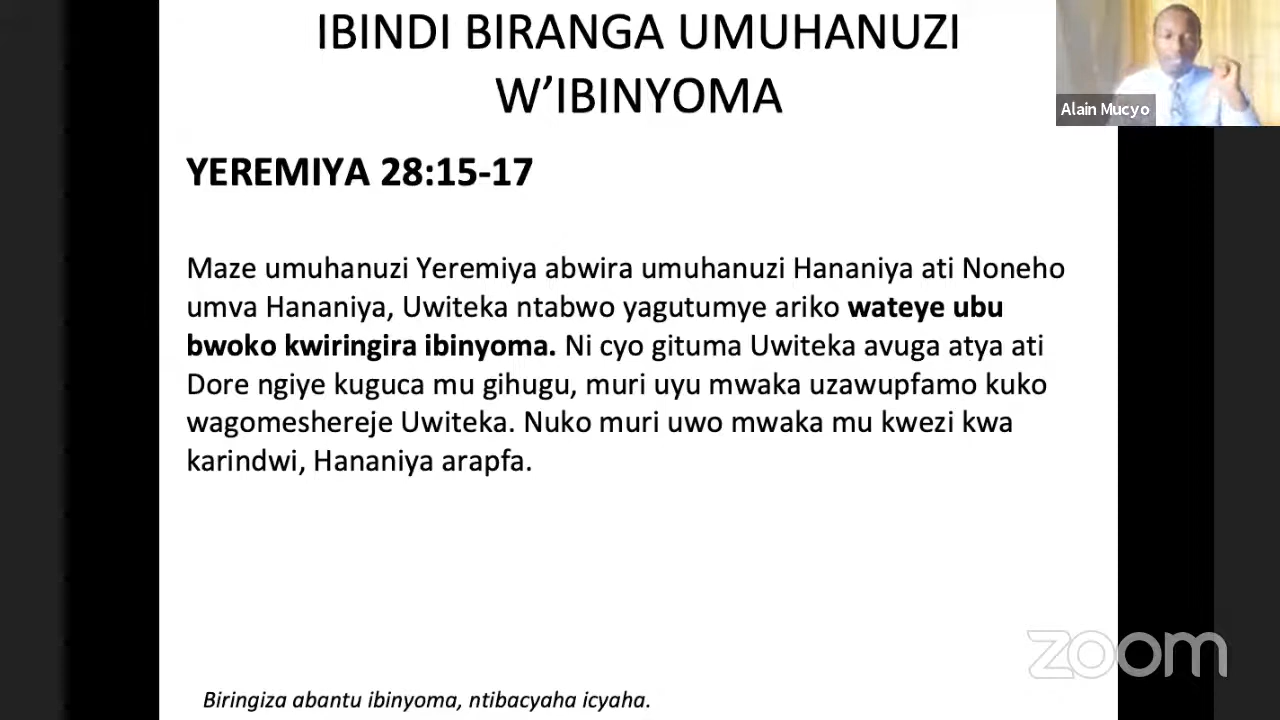 IBINDI BIRANGA UMUHANUZI
W’IBINYOMA
Alain Mucyo
YEREMIYA 28:15-17
Maze umuhanuzi Yeremiya abwira umuhanuzi Hananiya ati Noneho
umva Hananiya, Uwiteka ntabwo yagutumye ariko wateye ubu
bwoko kwiringira ibinyoma. Ni cyo gituma Uwiteka avuga atya ati
Dore ngiye kuguca mu gihugu, muri uyu mwaka uzawupfamo kuko
wagomeshereje Uwiteka. Nuko muri uwo mwaka mu kwezi kwa
karindwi, Hananiya arapfa.
zoom
Biringiza abantu ibinyoma, ntibacyaha icyaha.